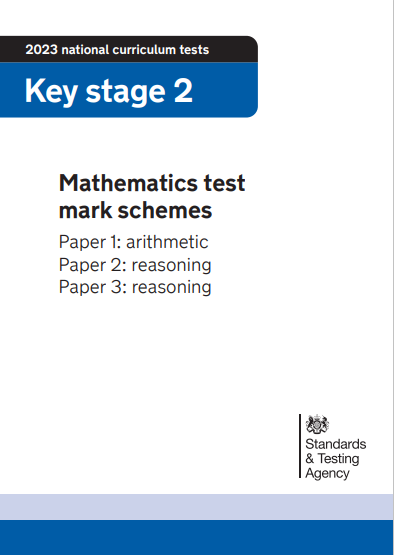 2023 national curriculum tests
Key stage 2
Mathematics test
mark schemes
Paper 1: arithmetic
Paper 2: reasoning
Paper 3: reasoning
Standards
& Testing
Agency